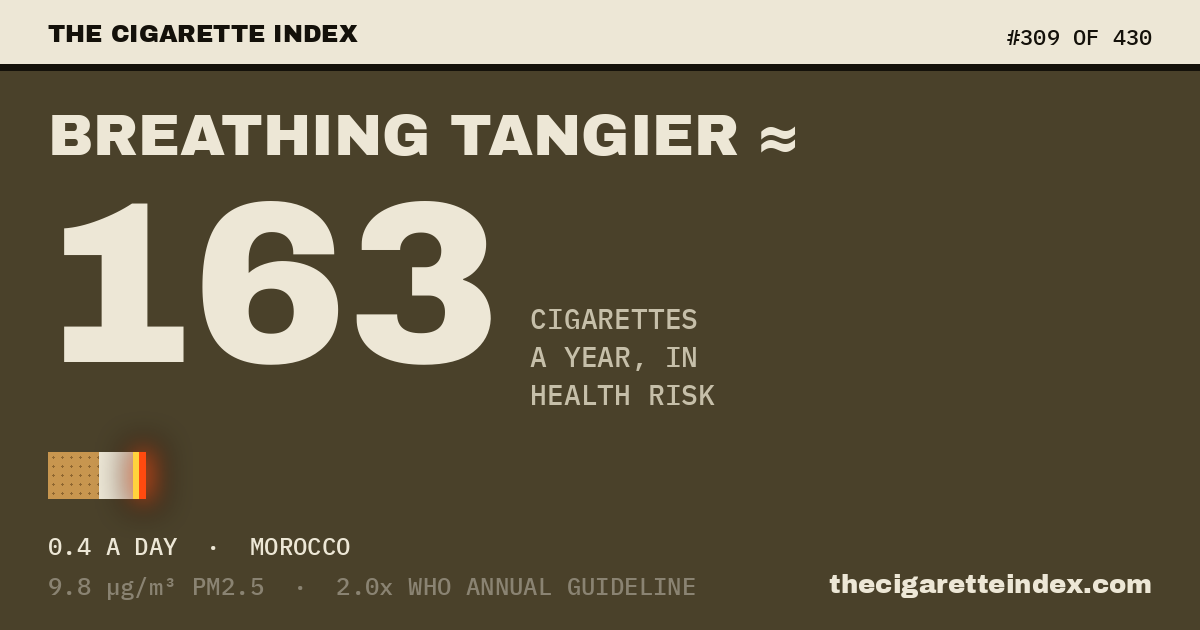 THE CIGARETTE INDEX
#309 OF 430
BREATHING TANGIER ≈
163
CIGARETTES
A YEAR, IN
HEALTH RISK
0.4 A DAY · MOROCCO
9.8 µg/m³ PM2.5 · 2.0x WHO ANNUAL GUIDELINE
thecigaretteindex.com